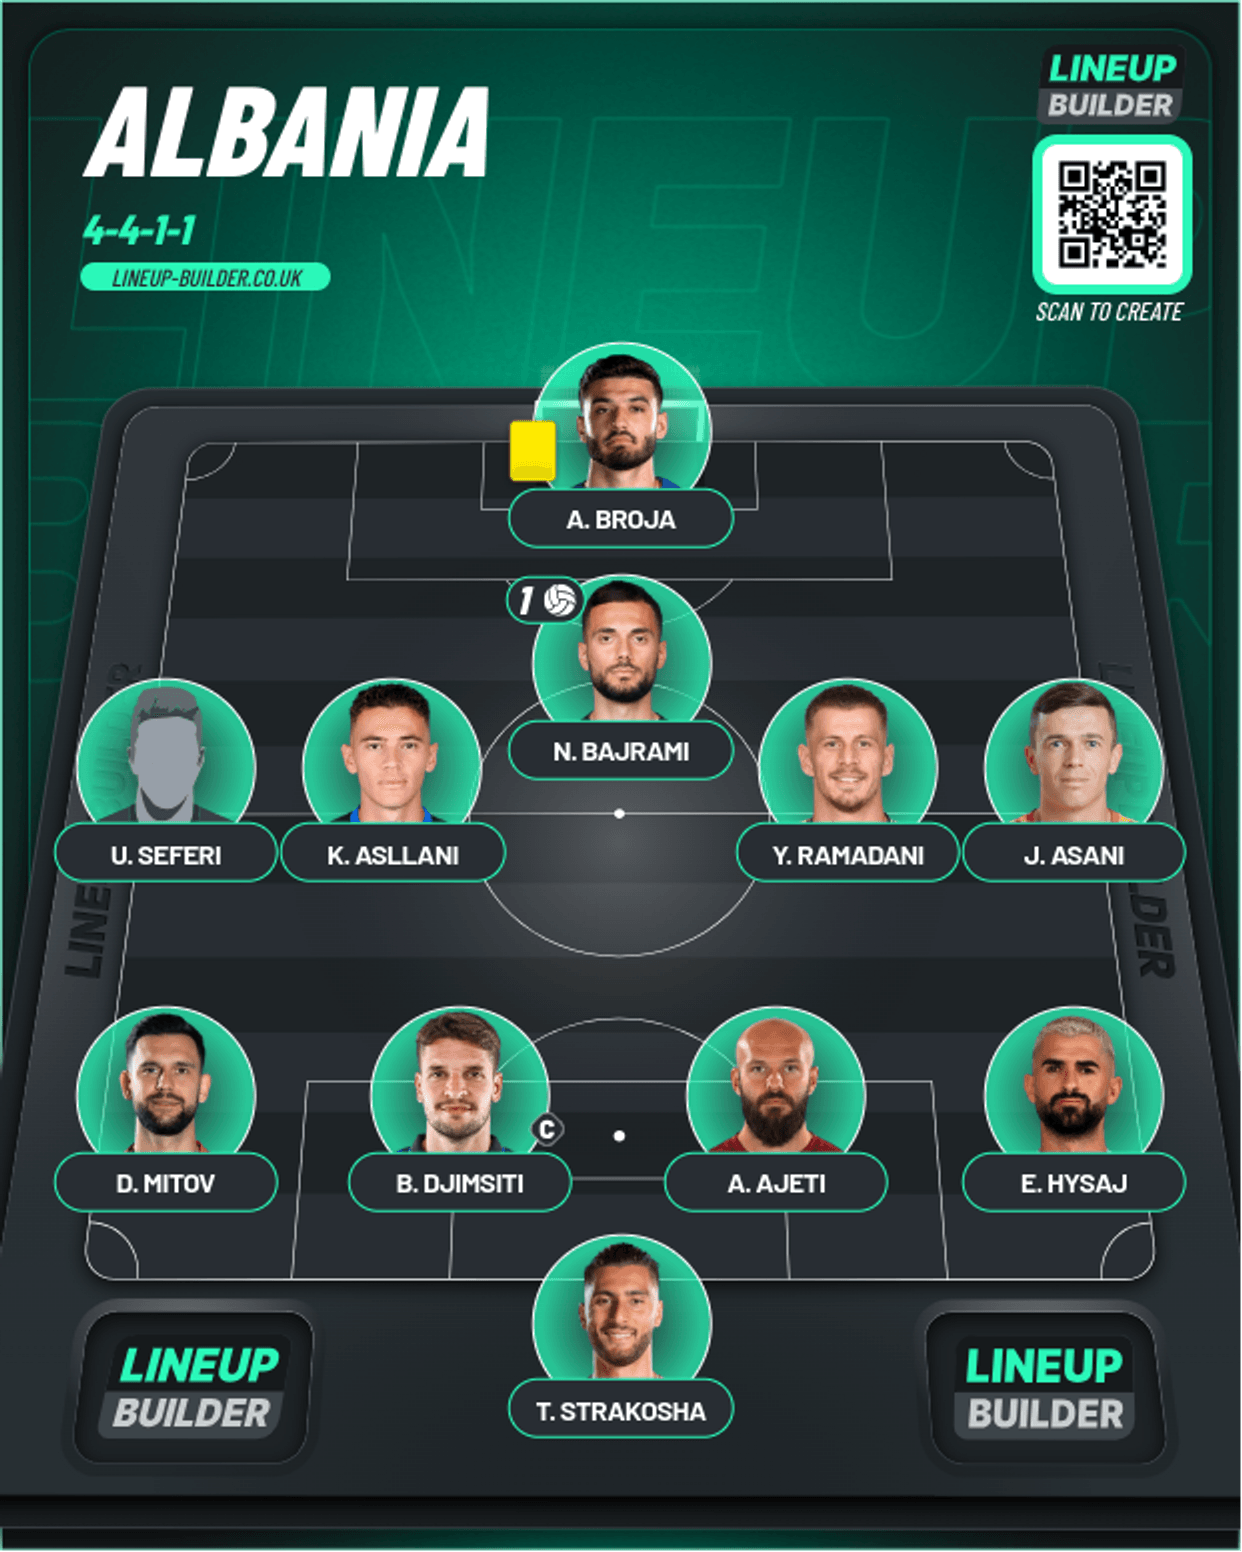 ALBANIA
4-4-1-1
LINEUP-BUILDER.CO.UK
LINEUP
BUILDER
SCAN TO CREATE
A. BROJA
1
N. BAJRAMI
U. SEFERI
K. ASLLANI
Y. RAMADANI
J. ASANI
D. MITOV
B. DJIMSITI
C
A. AJETI
E. HYSAJ
T. STRAKOSHA
LINEUP
BUILDER
LINEUP
BUILDER